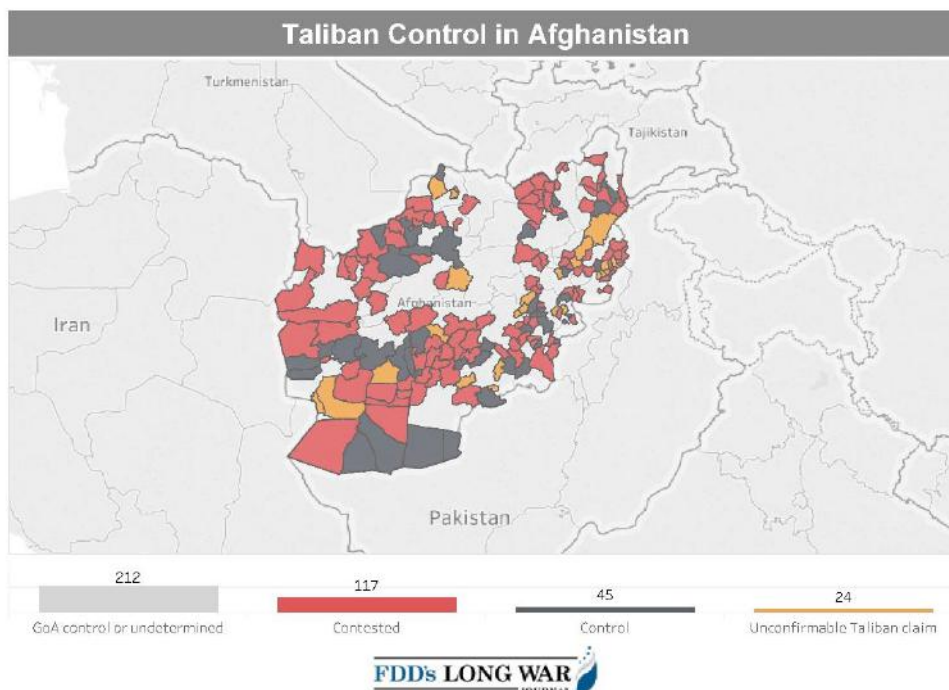 Taliban Control in Afghanistan
Turkmenistan
Tajikistan
Afghanistan
Iran
Pakistan
212
117
45
24
GoA control or undetermined
Contested
Control
Unconfirmable Taliban claim
FDD's LONG WAR
JOURNAL